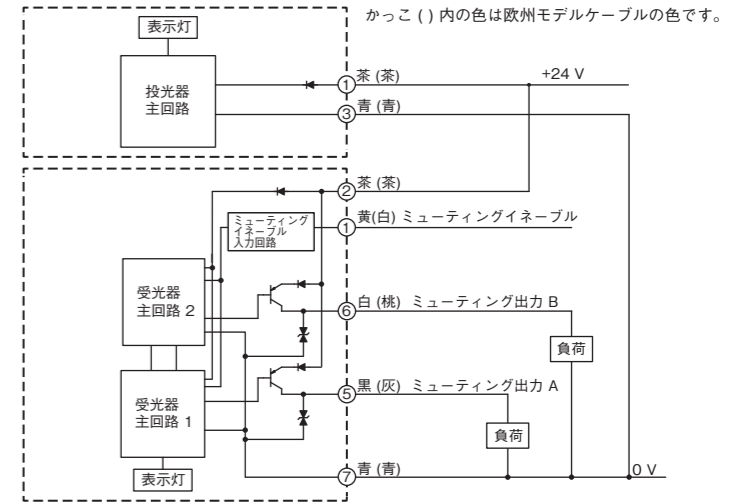 かっこ ( ) 内の色は欧州モデルケーブルの色です。
表示灯
投光器
主回路
① 茶 (茶)
+24 V
③ 青 (青)
② 茶 (茶)
ミューティング
イネーブル
入力回路
① 黄(白) ミューティングイネーブル
受光器
主回路 2
⑥ 白 (桃) ミューティング出力 B
負荷
受光器
主回路 1
⑤ 黒 (灰) ミューティング出力 A
負荷
表示灯
⑦ 青 (青)
0 V